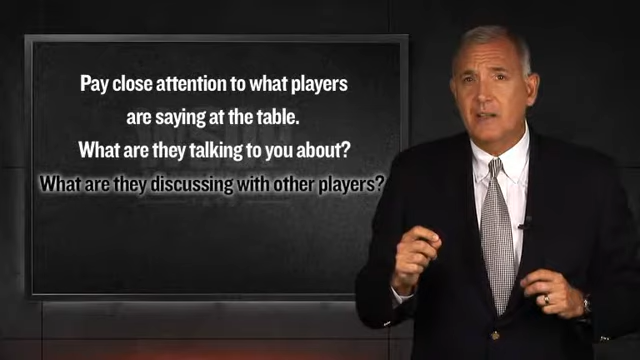 Pay close attention to what players
are saying at the table.
What are they talking to you about?
What are they discussing with other players?